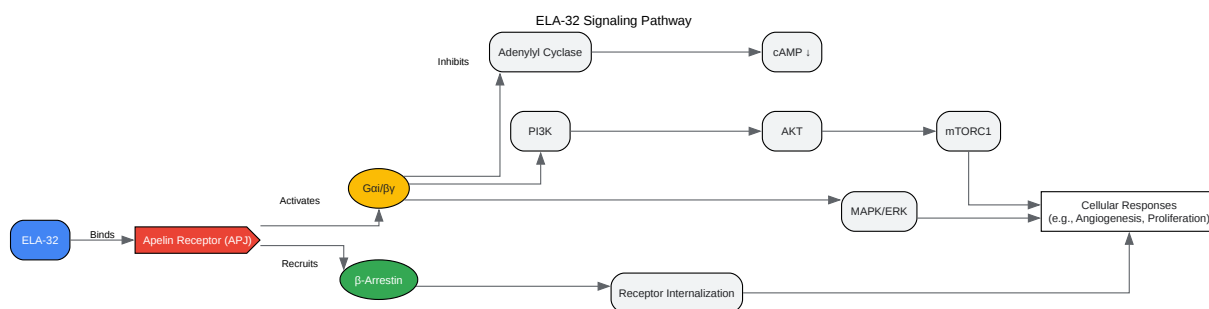 ELA-32 Signaling Pathway
Adenylyl Cyclase
cAMP ↓
Inhibits
PI3K
AKT
mTORC1
Gαi/βγ
Activates
MAPK/ERK
Cellular Responses
(e.g., Angiogenesis, Proliferation)
ELA-32
Binds
Apelin Receptor (APJ)
Recruits
β-Arrestin
Receptor Internalization